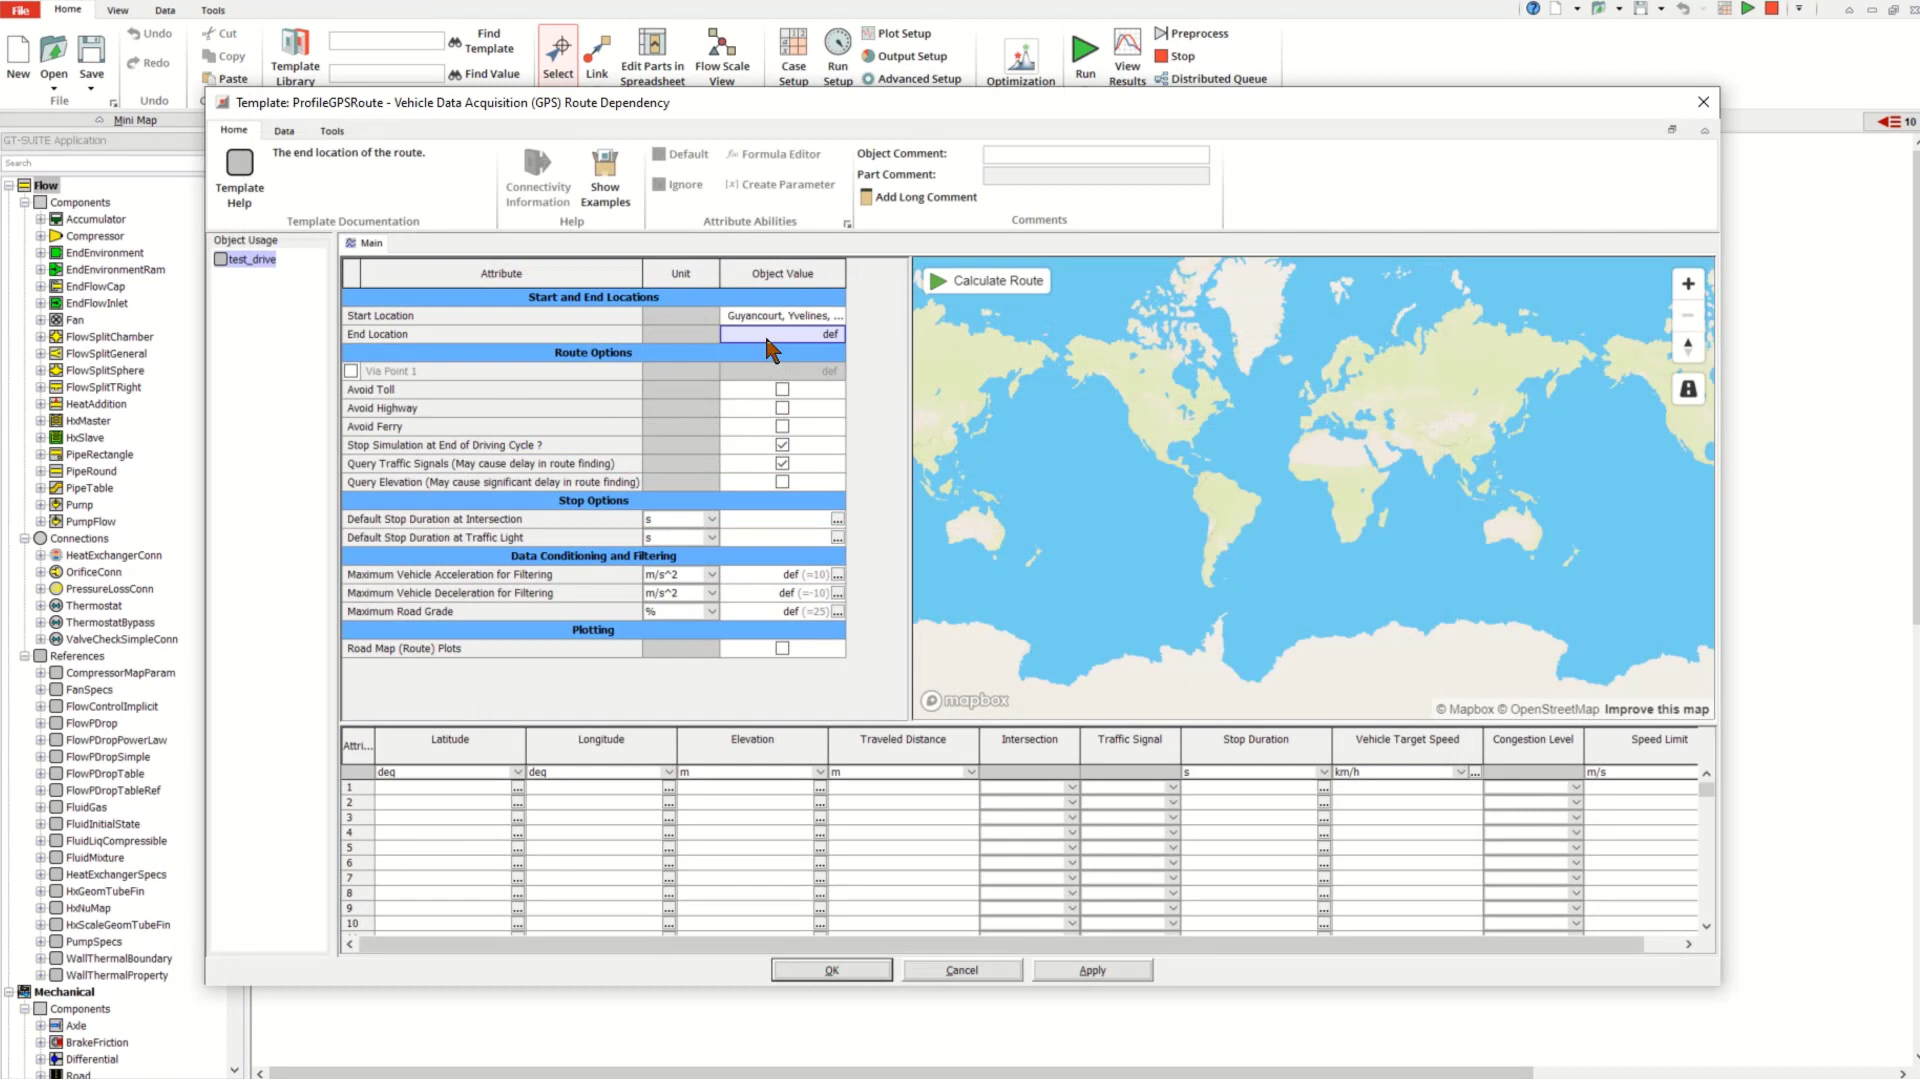 File
Home
View
Data
Tools
New
Open
Save
File
Undo
Redo
Undo
Cut
Copy
Paste
Template
Library
Find
Template
Find Value
Select
Link
Edit Parts in
Spreadsheet
Flow Scale
View
Case
Setup
Run
Setup
Plot Setup
Output Setup
Advanced Setup
Optimization
Run
View
Results
Preprocess
Stop
Distributed Queue
Mini Map
10
GT-SUITE Application
Search
Flow
Components
Accumulator
Compressor
EndEnvironment
EndEnvironmentRam
EndFlowCap
EndFlowInlet
Fan
FlowSplitChamber
FlowSplitGeneral
FlowSplitSphere
FlowSplitTRight
HeatAddition
HxMaster
HxSlave
PipeRectangle
PipeRound
PipeTable
Pump
PumpFlow
Connections
HeatExchangerConn
OrificeConn
PressureLossConn
Thermostat
ThermostatBypass
ValveCheckSimpleConn
References
CompressorMapParam
FanSpecs
FlowControlImplicit
FlowPDrop
FlowPDropPowerLaw
FlowPDropSimple
FlowPDropTable
FlowPDropTableRef
FluidGas
FluidInitialState
FluidLiqCompressible
FluidMixture
HeatExchangerSpecs
HxGeomTubeFin
HxNuMap
HxScaleGeomTubeFin
PumpSpecs
WallThermalBoundary
WallThermalProperty
Mechanical
Components
Axle
BrakeFriction
Differential
Road
Template: ProfileGPSRoute - Vehicle Data Acquisition (GPS) Route Dependency
Home
Data
Tools
Template
Help
The end location of the route.
Template Documentation
Connectivity
Information
Show
Examples
Help
Default
Formula Editor
Ignore
[x] Create Parameter
Attribute Abilities
Object Comment:
Part Comment:
Add Long Comment
Comments
Object Usage
test_drive
Main
Attribute Unit Object Value
Start and End Locations
Start Location Guyancourt, Yvelines, ...
End Location def
Route Options
Via Point 1 def
Avoid Toll
Avoid Highway
Avoid Ferry
Stop Simulation at End of Driving Cycle ?
Query Traffic Signals (May cause delay in route finding)
Query Elevation (May cause significant delay in route finding)
Stop Options
Default Stop Duration at Intersection s ...
Default Stop Duration at Traffic Light s ...
Data Conditioning and Filtering
Maximum Vehicle Acceleration for Filtering m/s^2 def (=10) ...
Maximum Vehicle Deceleration for Filtering m/s^2 def (=-10) ...
Maximum Road Grade % def (=25) ...
Plotting
Road Map (Route) Plots
Calculate Route
mapbox
© Mapbox © OpenStreetMap Improve this map
Attri... Latitude Longitude Elevation Traveled Distance Intersection Traffic Signal Stop Duration Vehicle Target Speed Congestion Level Speed Limit
deg deg m m s km/h ... m/s
1
2
3
4
5
6
7
8
9
10
OK Cancel Apply